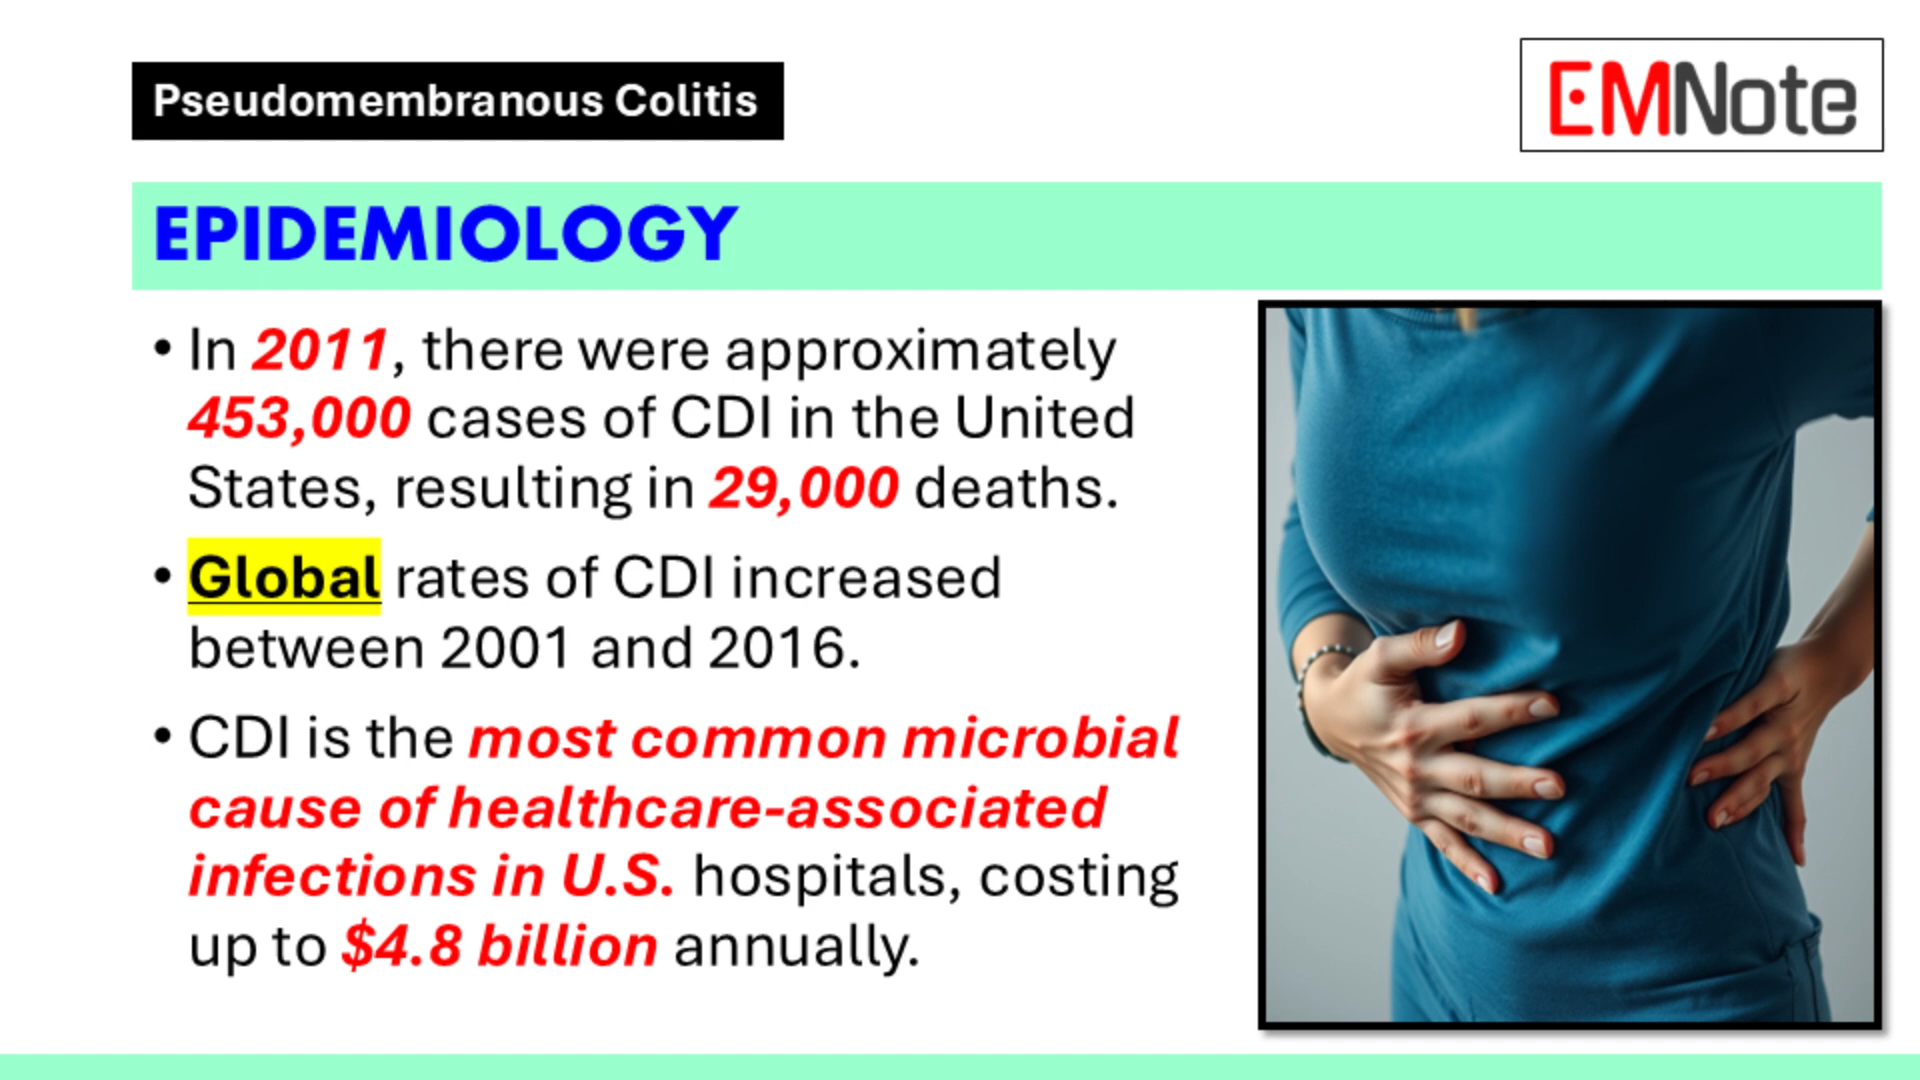 Pseudomembranous Colitis
EMNote
EPIDEMIOLOGY
• In 2011, there were approximately
453,000 cases of CDI in the United
States, resulting in 29,000 deaths.
• Global rates of CDI increased
between 2001 and 2016.
• CDI is the most common microbial
cause of healthcare-associated
infections in U.S. hospitals, costing
up to $4.8 billion annually.